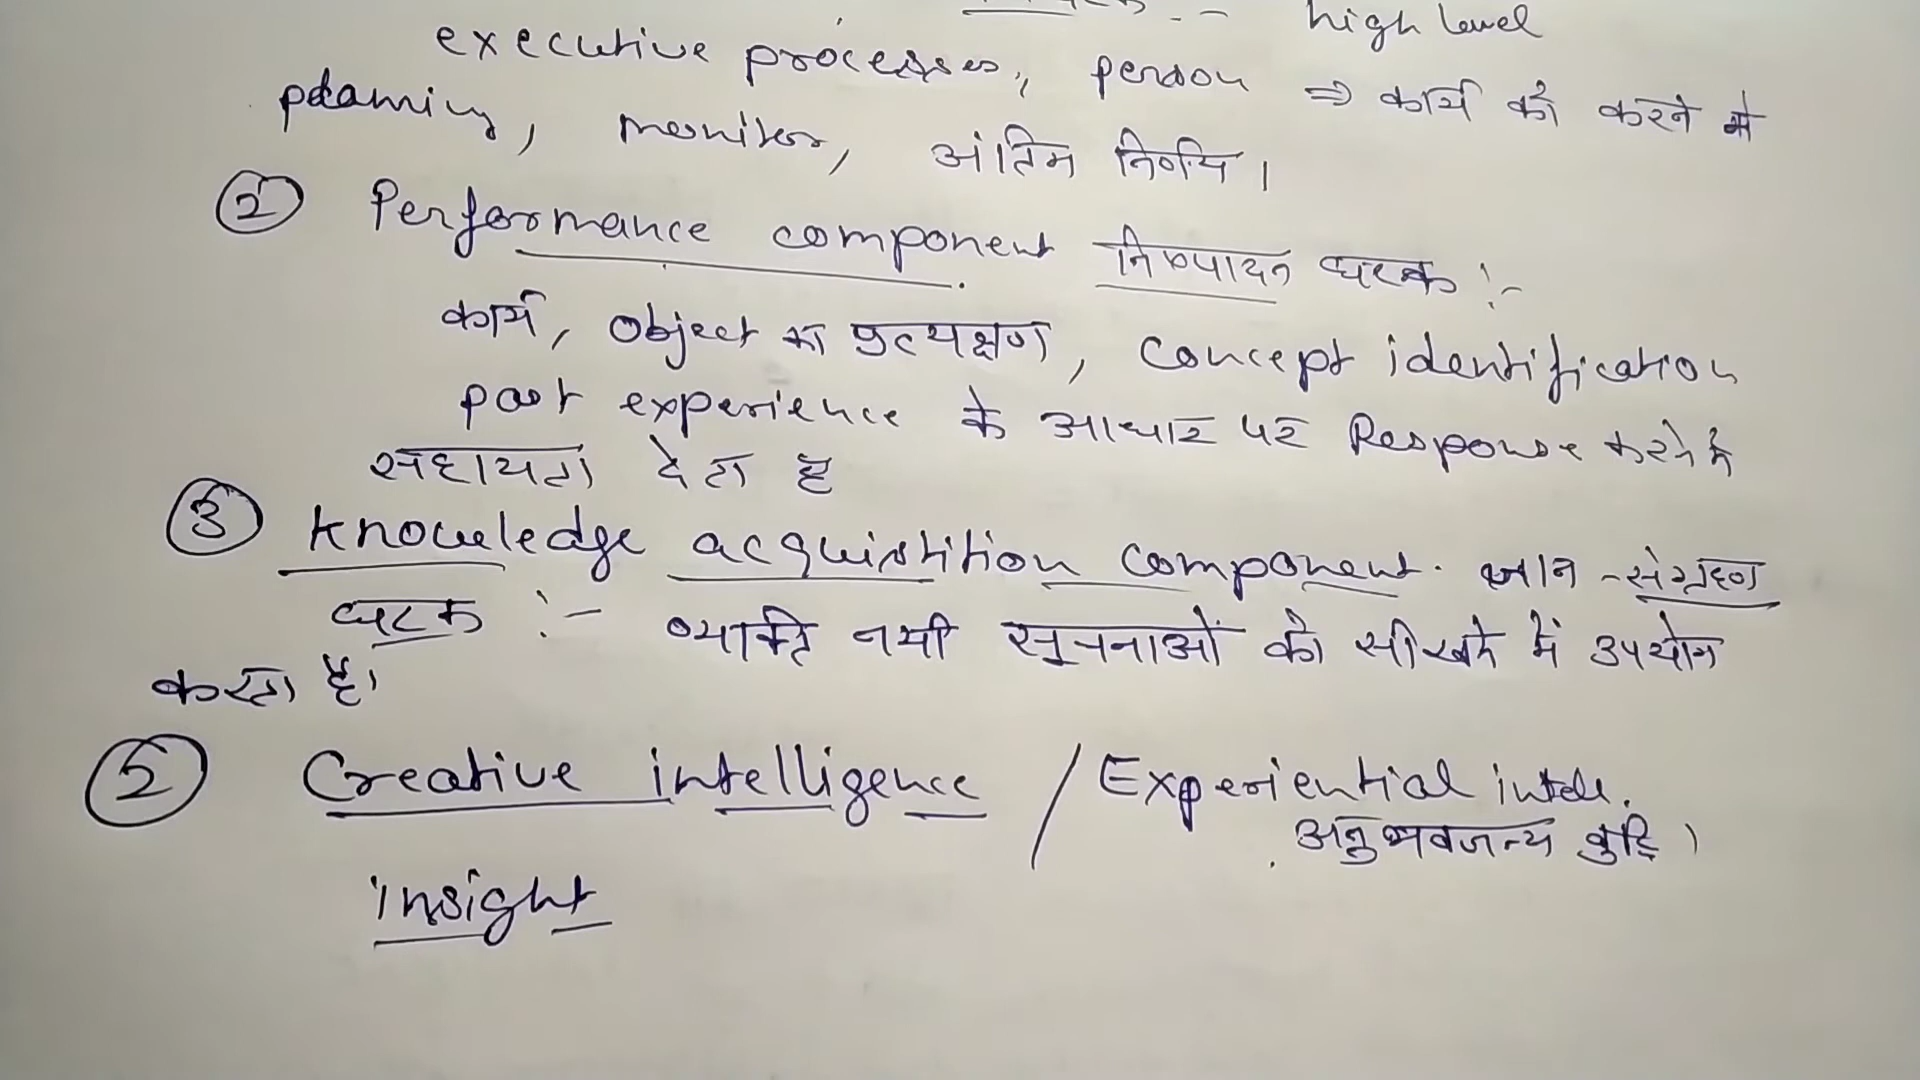 high level
executive processes, person ⇒ कार्य को करने में
planning, monitor, अंतिम निर्णय।
② Performance component निष्पादन घटक :-
कार्य, object का प्रत्यक्षण, concept identification
past experience के आधार पर Response करने में
सहायता देता है
③ Knowledge acquisition component. ज्ञान-संग्रहण
घटक :- व्यक्ति नयी सूचनाओं को सीखने में उपयोग
करता है।
② Creative intelligence / Experiential intell.
अनुभवजन्य बुद्धि।
insight